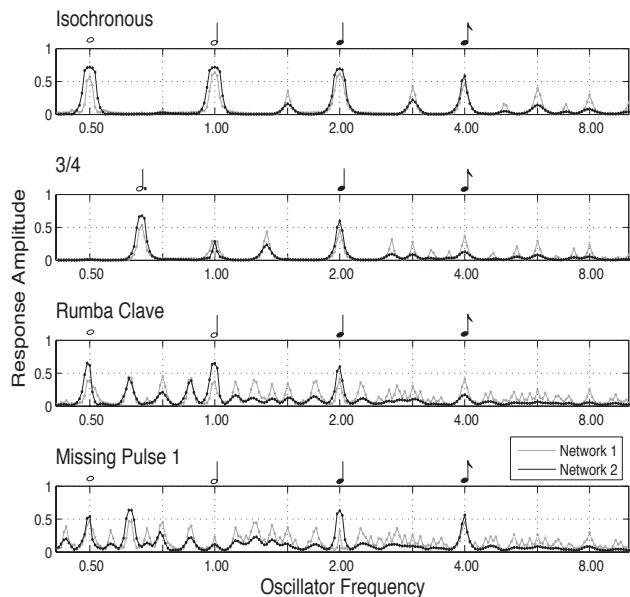 Isochronous
1
0.5
0
0.50 1.00 2.00 4.00 8.00
3/4
1
0.5
0
0.50 1.00 2.00 4.00 8.00
Response Amplitude
Rumba Clave
1
0.5
0
0.50 1.00 2.00 4.00 8.00
Network 1
Network 2
Missing Pulse 1
1
0.5
0
0.50 1.00 2.00 4.00 8.00
Oscillator Frequency